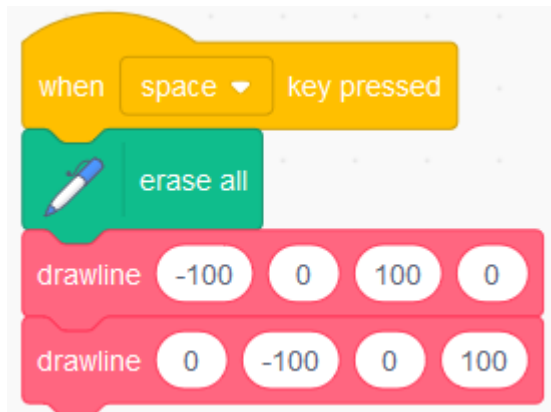 when space key pressed
erase all
drawline -100 0 100 0
drawline 0 -100 0 100